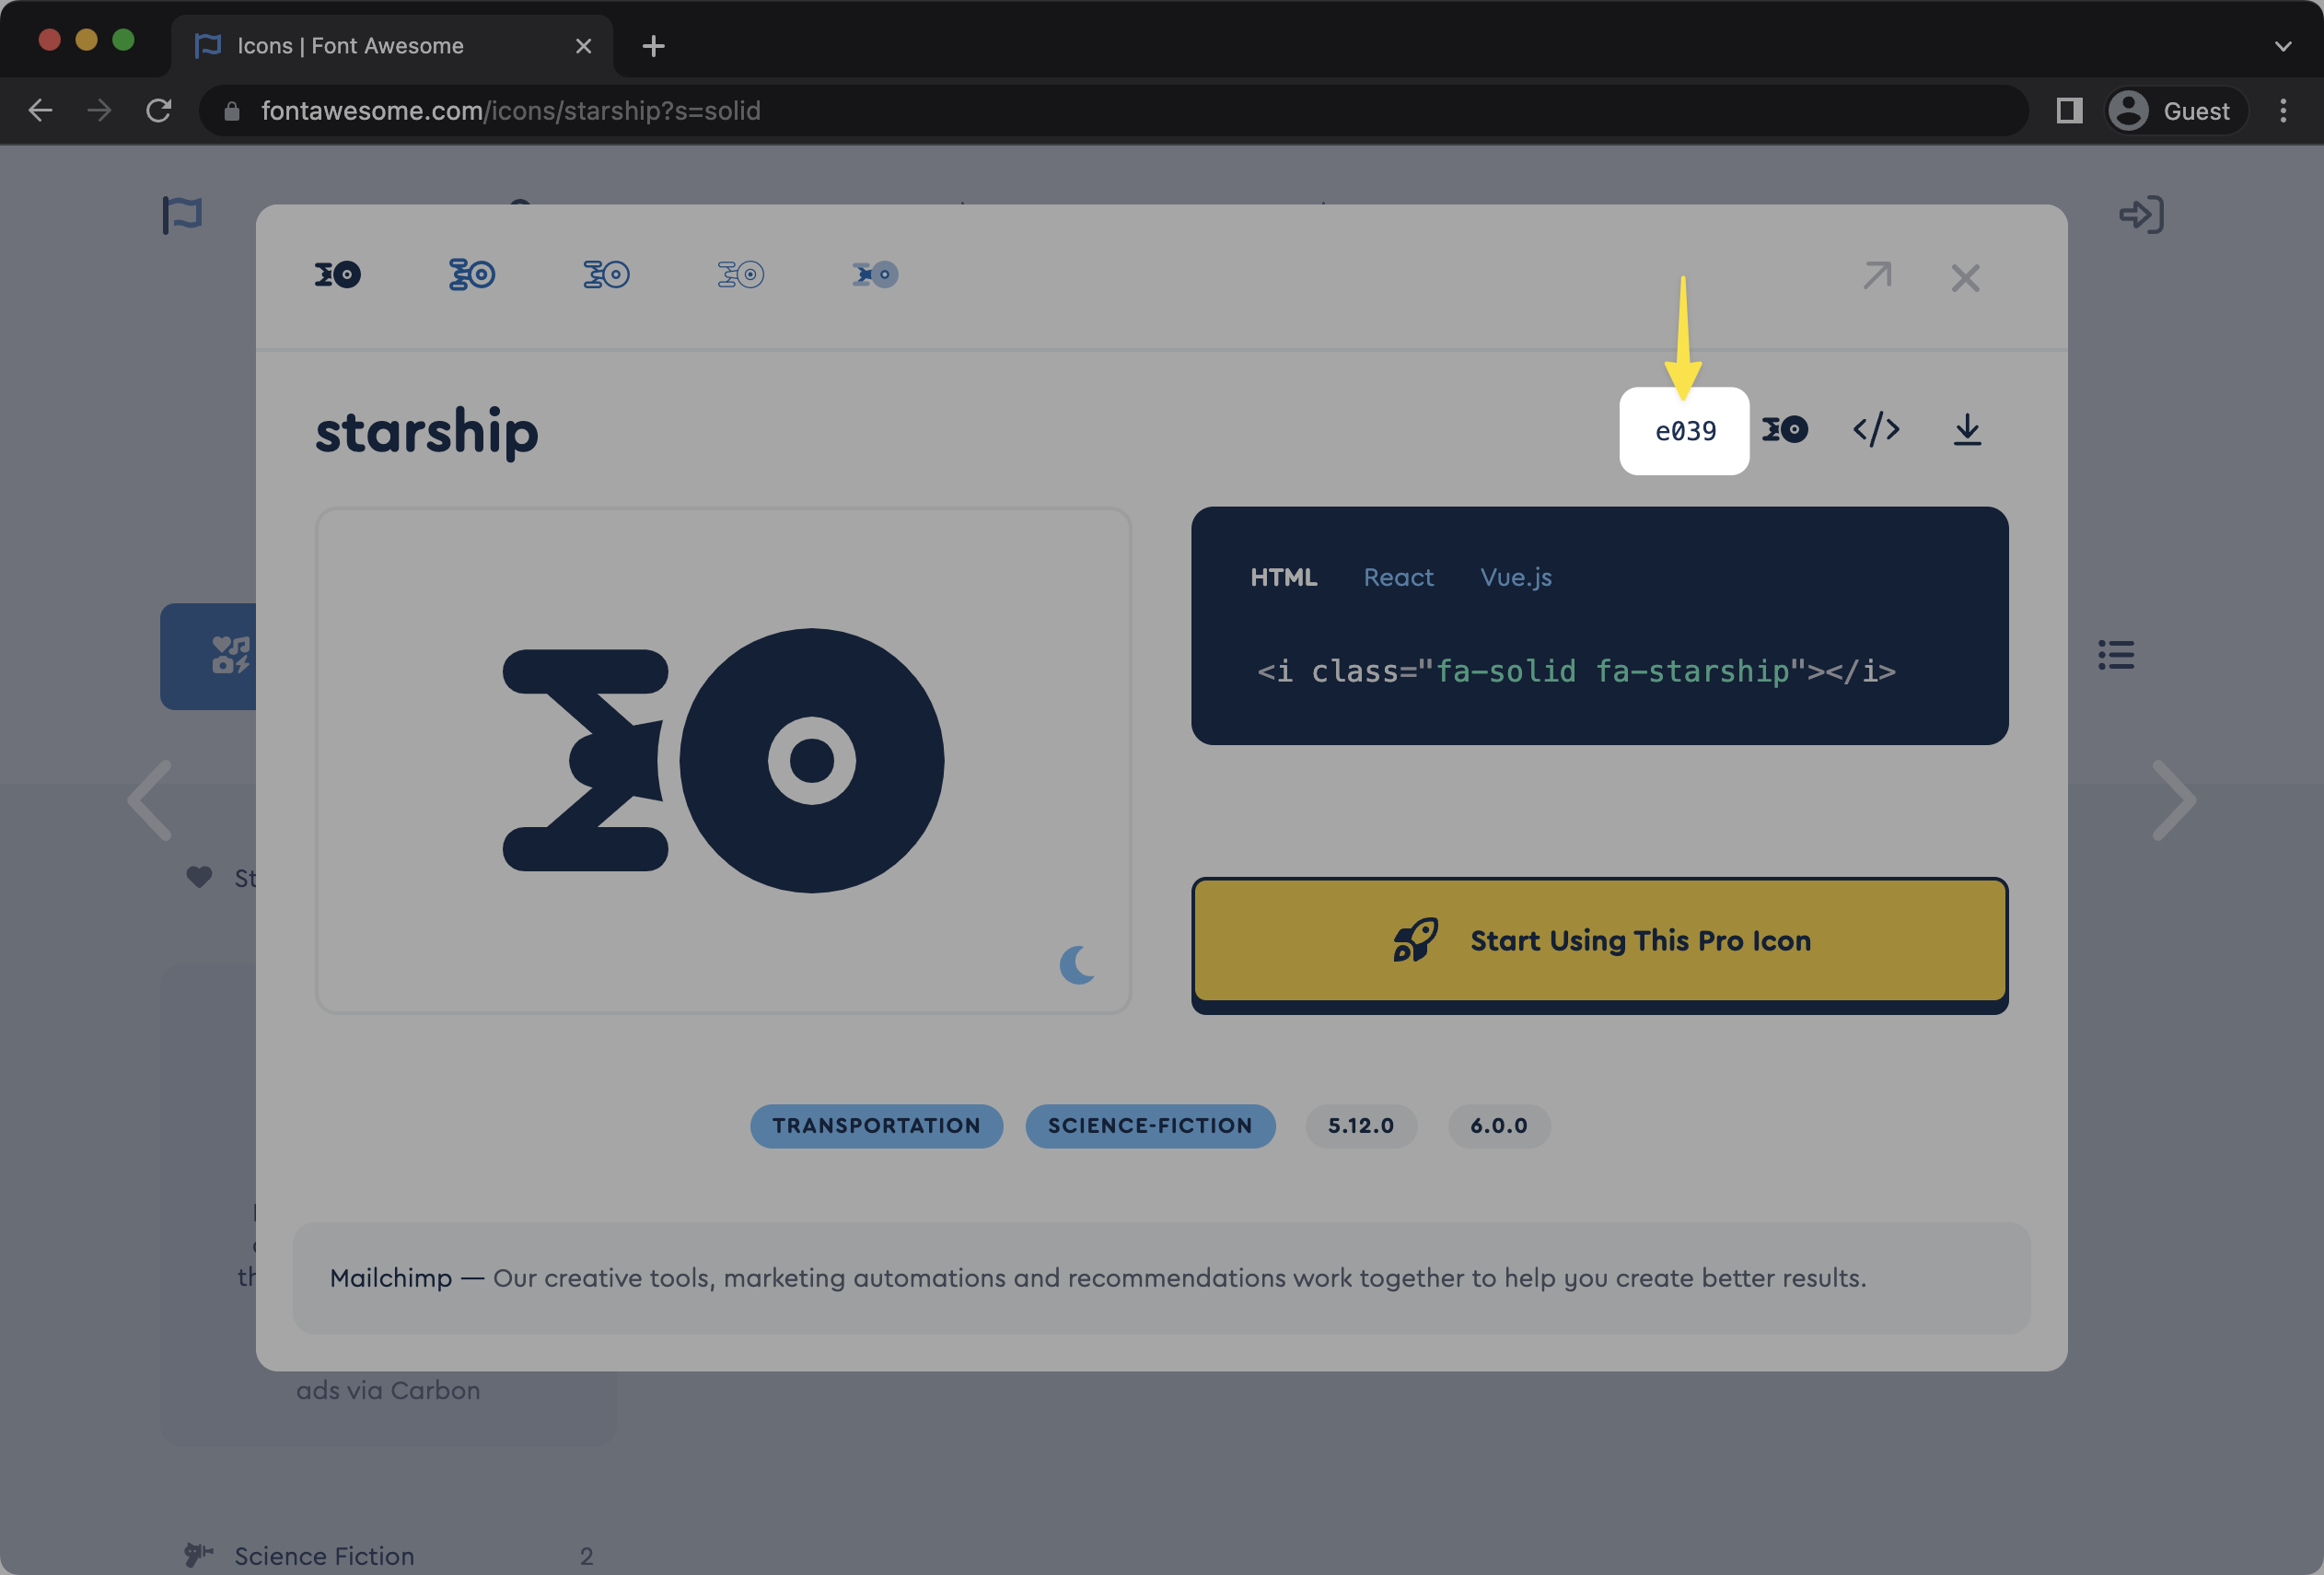 Icons | Font Awesome
fontawesome.com/icons/starship?s=solid
Guest
starship
e039
HTML
React
Vue.js
<i class="fa-solid fa-starship"></i>
Start Using This Pro Icon
St
TRANSPORTATION
SCIENCE-FICTION
5.12.0
6.0.0
th
Mailchimp — Our creative tools, marketing automations and recommendations work together to help you create better results.
ads via Carbon
Science Fiction
2